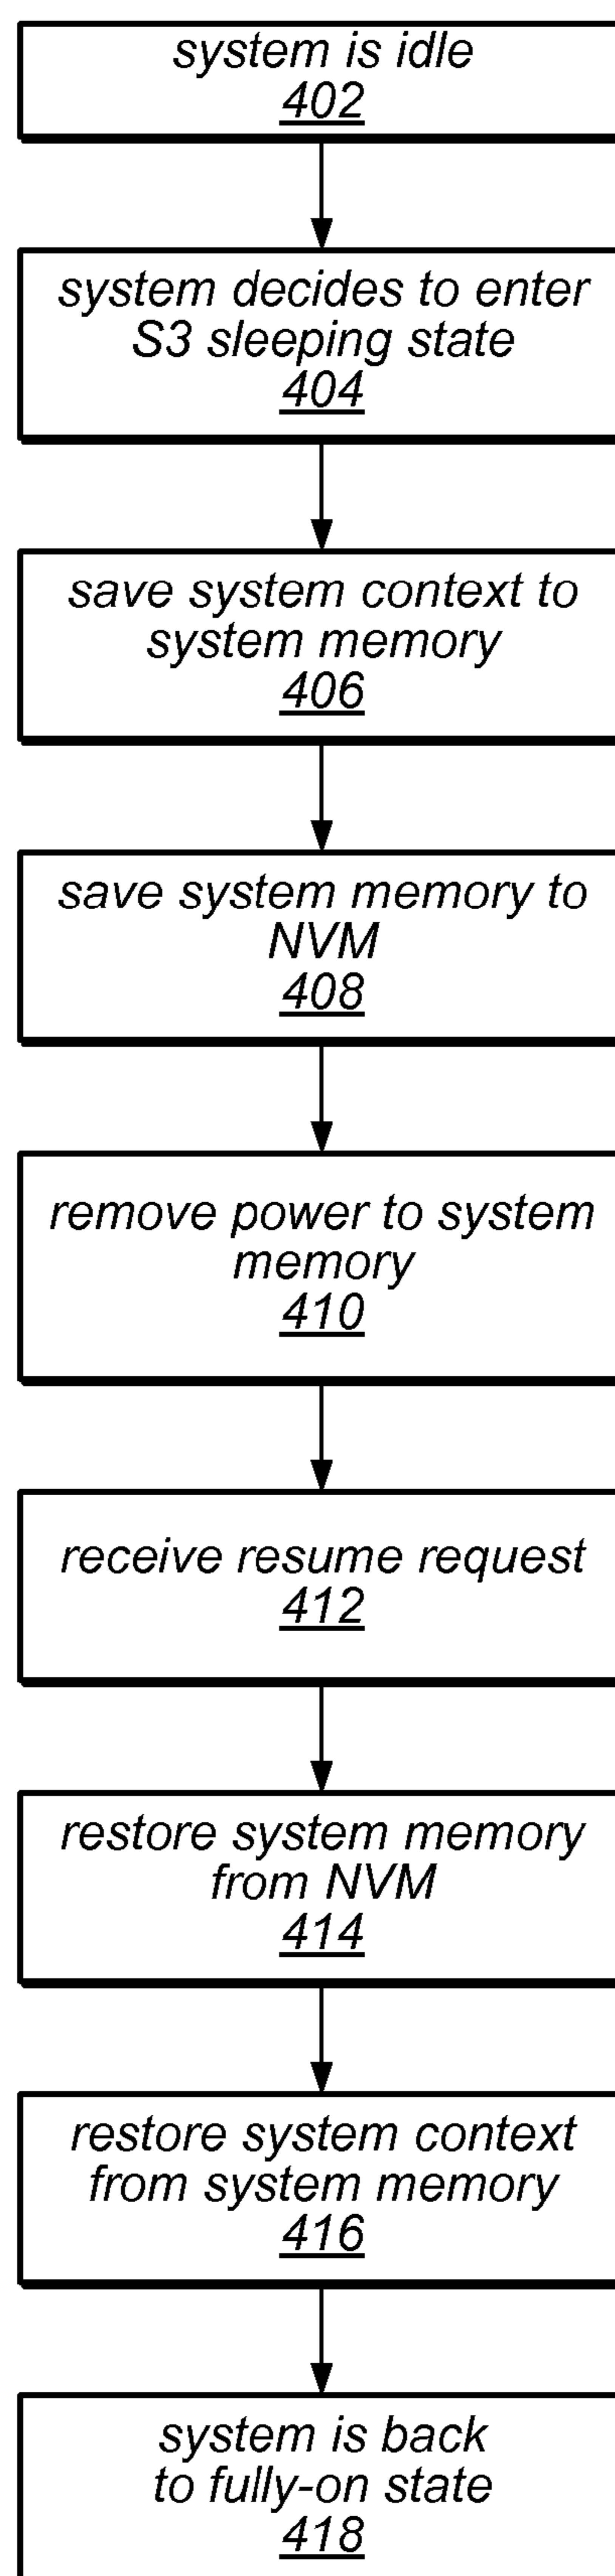 system is idle
402
system decides to enter
S3 sleeping state
404
save system context to
system memory
406
save system memory to
NVM
408
remove power to system
memory
410
receive resume request
412
restore system memory
from NVM
414
restore system context
from system memory
416
system is back
to fully-on state
418